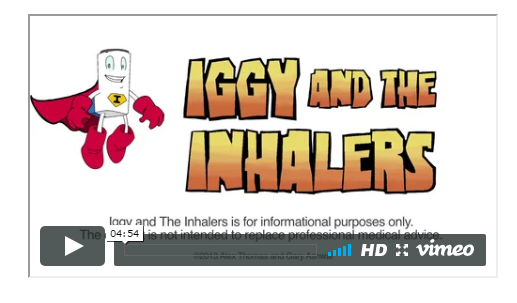 I
IGGY AND THE
INHALERS
Iggy and The Inhalers is for informational purposes only.
The is not intended to replace professional medical advice.
04:54
HD vimeo